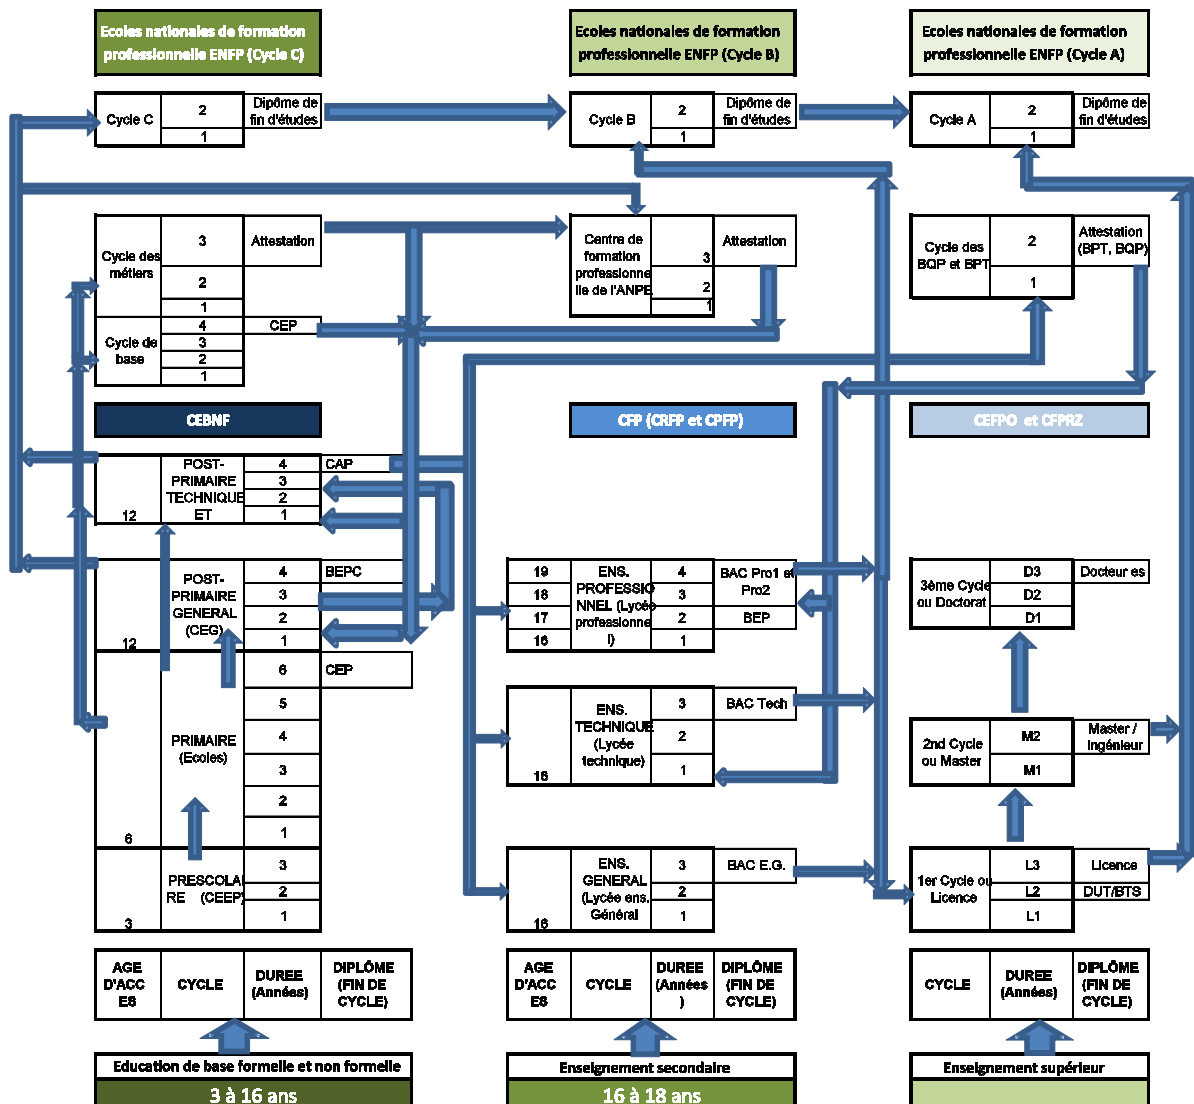 Ecoles nationales de formation
professionnelle ENFP (Cycle C)
Ecoles nationales de formation
professionnelle ENFP (Cycle B)
Ecoles nationales de formation
professionnelle ENFP (Cycle A)
Cycle C
2
1
Dipôme de
fin d'études
Cycle B
2
1
Dipôme de
fin d'études
Cycle A
2
1
Dipôme de
fin d'études
Cycle des
métiers
3
Attestation
2
1
Cycle de
base
4
CEP
3
2
1
Centre de
formation
professionne
lle de l'ANPE
3
2
1
Attestation
Cycle des
BQP et BPT
2
1
Attestation
(BPT, BQP)
CEBNF
CFP (CRFP et CPFP)
CEFPO et CFPRZ
12
POST-
PRIMAIRE
TECHNIQUE
ET
4
CAP
3
2
1
12
POST-
PRIMAIRE
GENERAL
(CEG)
4
BEPC
3
2
1
6
PRIMAIRE
(Ecoles)
6
CEP
5
4
3
2
1
3
PRESCOLAI
RE (CEEP)
3
2
1
19
18
17
16
ENS.
PROFESSIO
NNEL (Lycée
professionne
l)
4
3
2
1
BAC Pro1 et
Pro2
BEP
16
ENS.
TECHNIQUE
(Lycée
technique)
3
2
1
BAC Tech
16
ENS.
GENERAL
(Lycée ens.
Général
3
2
1
BAC E.G.
3ème Cycle
ou Doctorat
D3
D2
D1
Docteur es
2nd Cycle
ou Master
M2
M1
Master /
Ingénieur
1er Cycle ou
Licence
L3
L2
L1
Licence
DUT/BTS
AGE
D'ACC
ES
CYCLE
DUREE
(Années)
DIPLÔME
(FIN DE
CYCLE)
AGE
D'ACC
ES
CYCLE
DUREE
(Années
)
DIPLÔME
(FIN DE
CYCLE)
CYCLE
DUREE
(Années)
DIPLÔME
(FIN DE
CYCLE)
Education de base formelle et non formelle
3 à 16 ans
Enseignement secondaire
16 à 18 ans
Enseignement supérieur